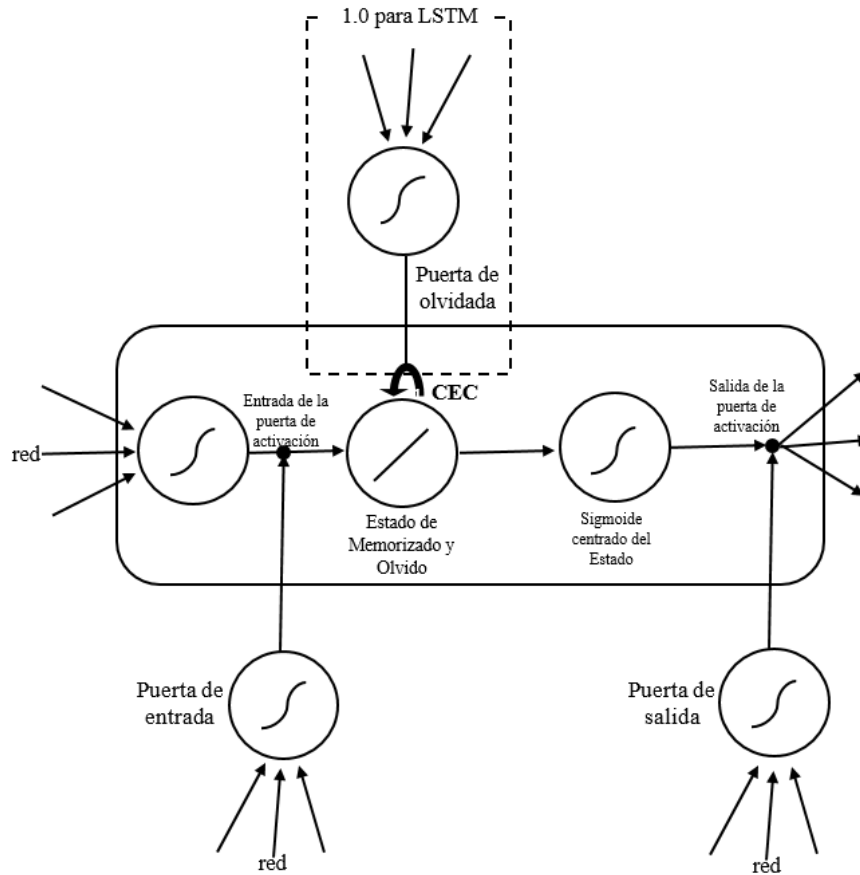 1.0 para LSTM
Puerta de
olvidada
CEC
Entrada de la
puerta de
activación
Salida de la
puerta de
activación
red
Estado de
Memorizado y
Olvido
Sigmoide
centrado del
Estado
Puerta de
entrada
Puerta de
salida
red
red